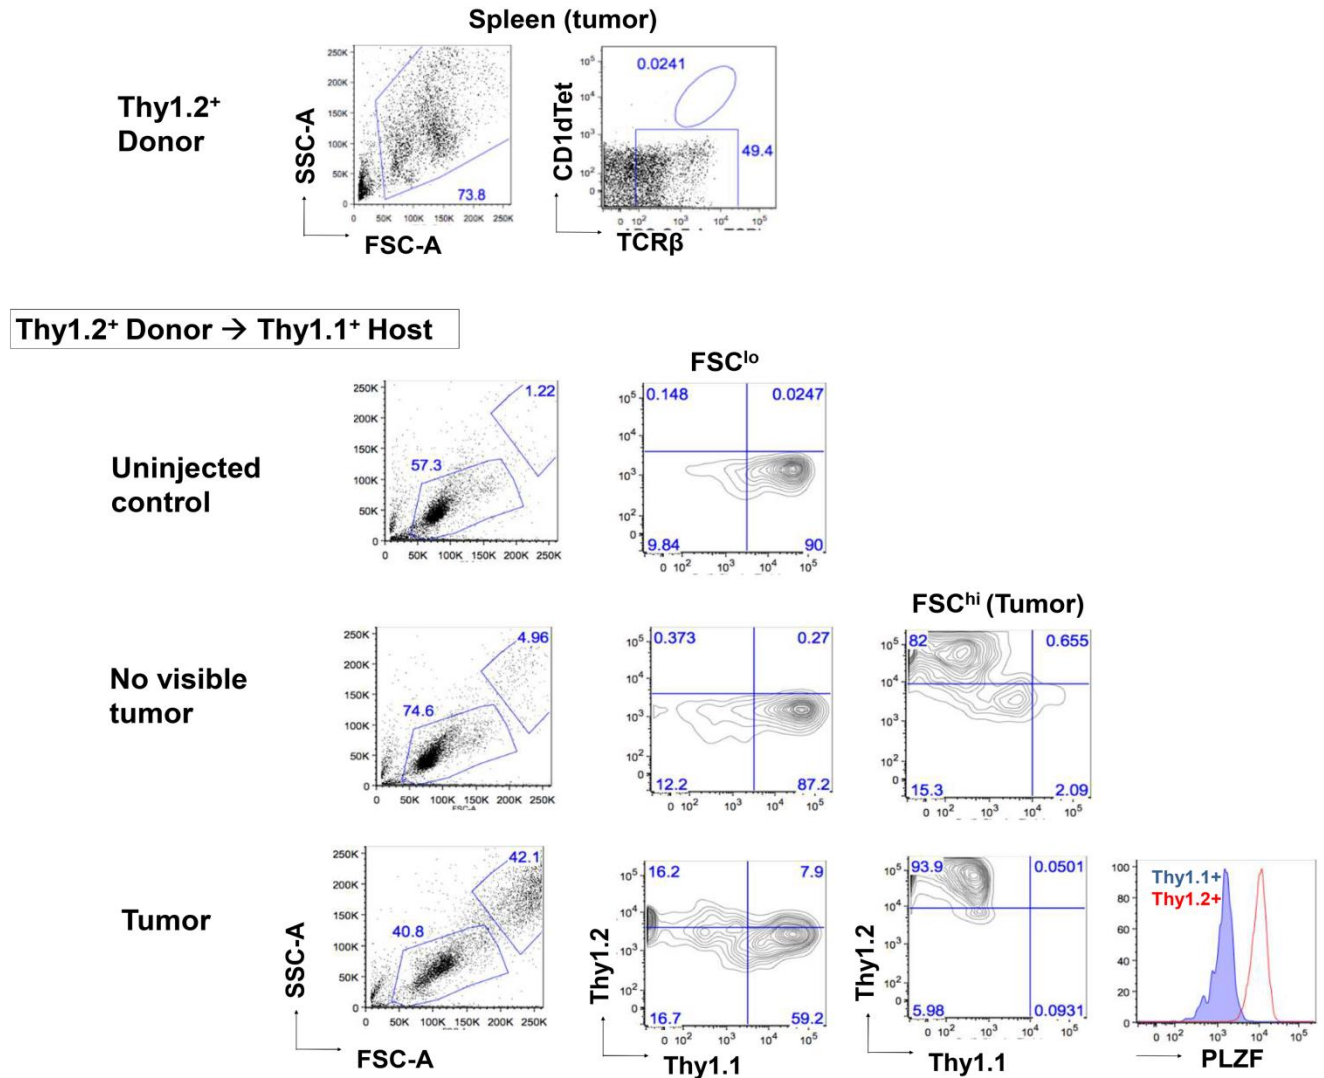 Spleen (tumor)
Thy1.2⁺
Donor
SSC-A
250K
200K
150K
100K
50K
0
0 50K 100K 150K 200K 250K
73.8
FSC-A
CD1dTet
10⁵
10⁴
10³
10²
0
0.0241
49.4
0 10² 10³ 10⁴ 10⁵
TCRβ
Thy1.2⁺ Donor → Thy1.1⁺ Host
FSCˡᵒ
Uninjected
control
250K
200K
150K
100K
50K
0
1.22
57.3
0 50K 100K 150K 200K 250K
10⁵
10⁴
10³
10²
0
0.148 0.0247
9.84 90
0 10² 10³ 10⁴ 10⁵
FSCʰⁱ (Tumor)
No visible
tumor
250K
200K
150K
100K
50K
0
4.96
74.6
0 50K 100K 150K 200K 250K
FSC-A
10⁵
10⁴
10³
10²
0
0.373 0.27
12.2 87.2
0 10² 10³ 10⁴ 10⁵
10⁵
10⁴
10³
10²
0
82 0.655
15.3 2.09
0 10² 10³ 10⁴ 10⁵
Tumor
SSC-A
250K
200K
150K
100K
50K
0
42.1
40.8
0 50K 100K 150K 200K 250K
FSC-A
Thy1.2
10⁵
10⁴
10³
10²
0
16.2 7.9
16.7 59.2
0 10² 10³ 10⁴ 10⁵
Thy1.1
Thy1.2
10⁵
10⁴
10³
10²
0
93.9 0.0501
5.98 0.0931
0 10² 10³ 10⁴ 10⁵
Thy1.1
100
80
60
40
20
0
Thy1.1+
Thy1.2+
0 10² 10³ 10⁴ 10⁵
PLZF